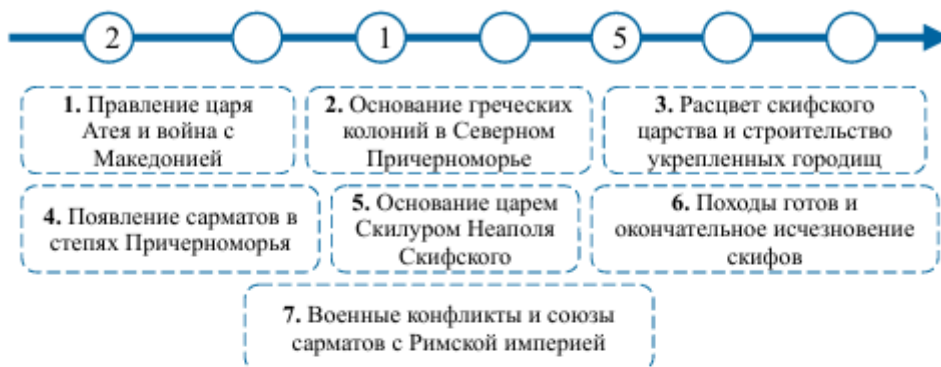 2 1 5
1. Правление царя
Атея и война с
Македонией
2. Основание греческих
колоний в Северном
Причерноморье
3. Расцвет скифского
царства и строительство
укрепленных городищ
4. Появление сарматов в
степях Причерноморья
5. Основание царем
Скилуром Неаполя
Скифского
6. Походы готов и
окончательное исчезновение
скифов
7. Военные конфликты и союзы
сарматов с Римской империей